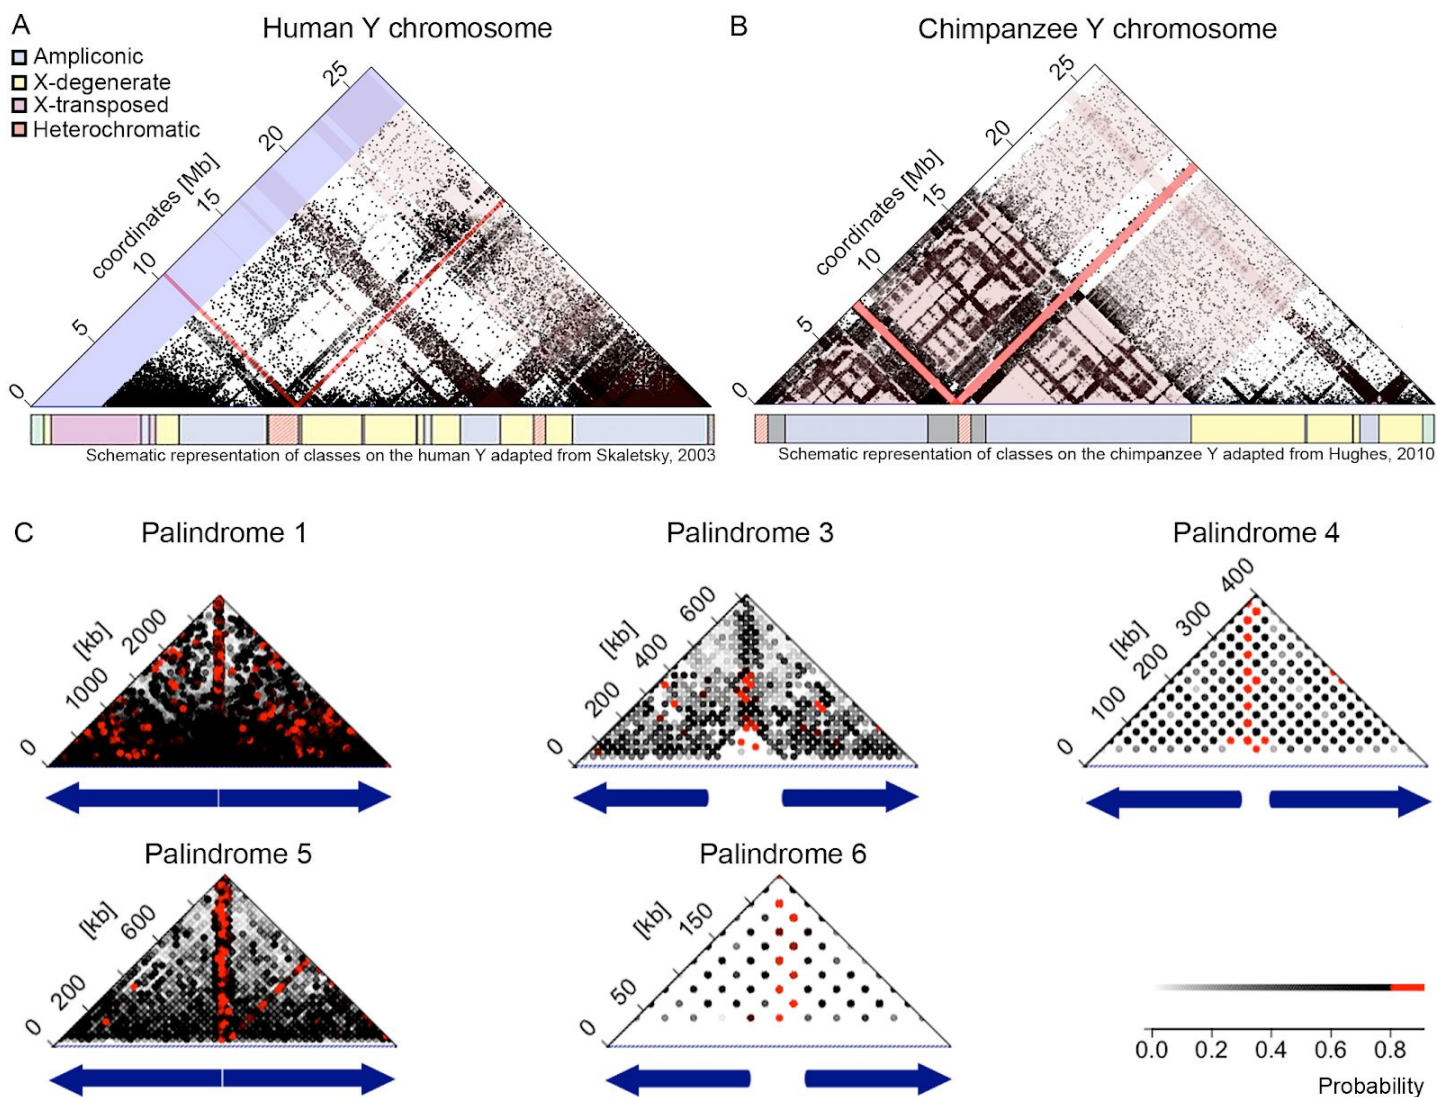 A
Human Y chromosome
Ampliconic
X-degenerate
X-transposed
Heterochromatic
coordinates [Mb]
0
5
10
15
20
25
Schematic representation of classes on the human Y adapted from Skaletsky, 2003
B
Chimpanzee Y chromosome
coordinates [Mb]
0
5
10
15
20
25
Schematic representation of classes on the chimpanzee Y adapted from Hughes, 2010
C
Palindrome 1
[kb]
0
1000
2000
Palindrome 3
[kb]
0
200
400
600
Palindrome 4
[kb]
0
100
200
300
400
Palindrome 5
[kb]
0
200
600
Palindrome 6
[kb]
0
50
150
0.0 0.2 0.4 0.6 0.8
Probability